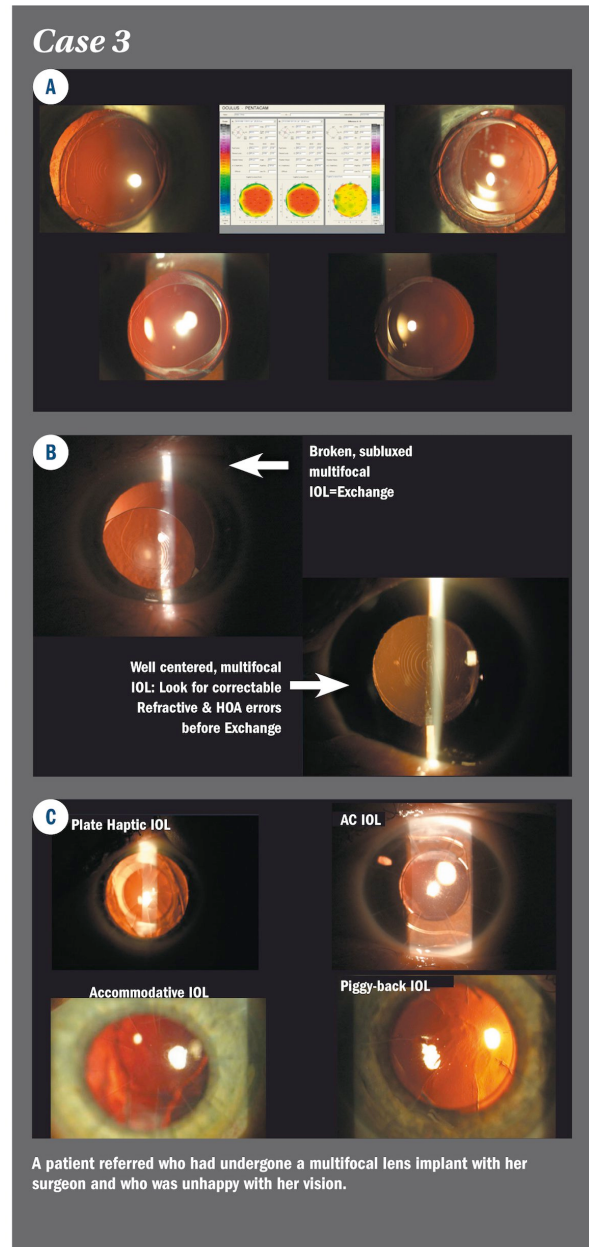 Case 3
A
OCULUS - PENTACAM
B
Broken, subluxed
multifocal
IOL=Exchange
Well centered, multifocal
IOL: Look for correctable
Refractive & HOA errors
before Exchange
C
Plate Haptic IOL
AC IOL
Accommodative IOL
Piggy-back IOL
A patient referred who had undergone a multifocal lens implant with her
surgeon and who was unhappy with her vision.